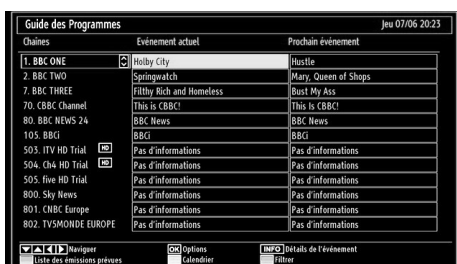 Guide des Programmes Jeu 07/06 20:23
Chaînes Evénement actuel Prochain événement
1. BBC ONE Holby City Hustle
2. BBC TWO Springwatch Mary, Queen of Shops
7. BBC THREE Filthy Rich and Homeless Bust My Ass
70. CBBC Channel This is CBBC! This Is CBBC!
80. BBC NEWS 24 BBC News BBC News
105. BBCi BBCi BBCi
503. ITV HD Trial HD Pas d'informations Pas d'informations
504. Ch4 HD Trial HD Pas d'informations Pas d'informations
505. five HD Trial Pas d'informations Pas d'informations
800. Sky News Pas d'informations Pas d'informations
801. CNBC Europe Pas d'informations Pas d'informations
802. TV5MONDE EUROPE Pas d'informations Pas d'informations
Naviguer OK Options INFO Détails de l'événement
Liste des émissions prévues Calendrier Filtrer